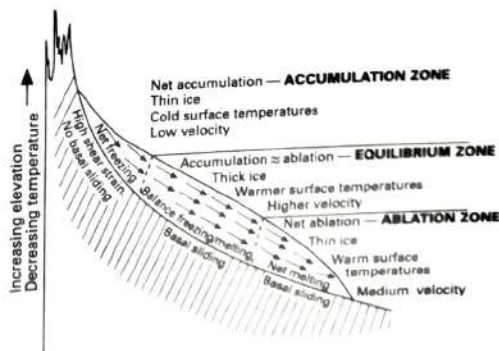 Increasing elevation
Decreasing temperature
Net accumulation — ACCUMULATION ZONE
Thin ice
Cold surface temperatures
Low velocity
Accumulation ≈ ablation — EQUILIBRIUM ZONE
Thick ice
Warmer surface temperatures
Higher velocity
Net ablation — ABLATION ZONE
Thin ice
Warm surface
temperatures
Medium velocity
Net freezing
High shear strain.
No basal sliding
Balance freezing/melting,
Basal sliding
Net melting
Basal sliding